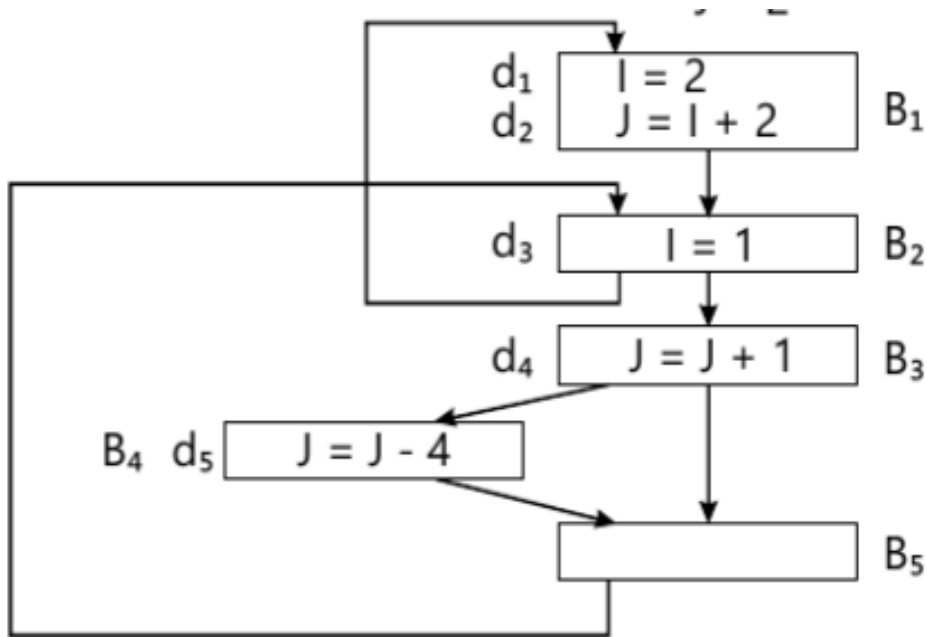 d₁ I = 2
d₂ J = I + 2 B₁
d₃ I = 1 B₂
d₄ J = J + 1 B₃
B₄ d₅ J = J - 4
B₅